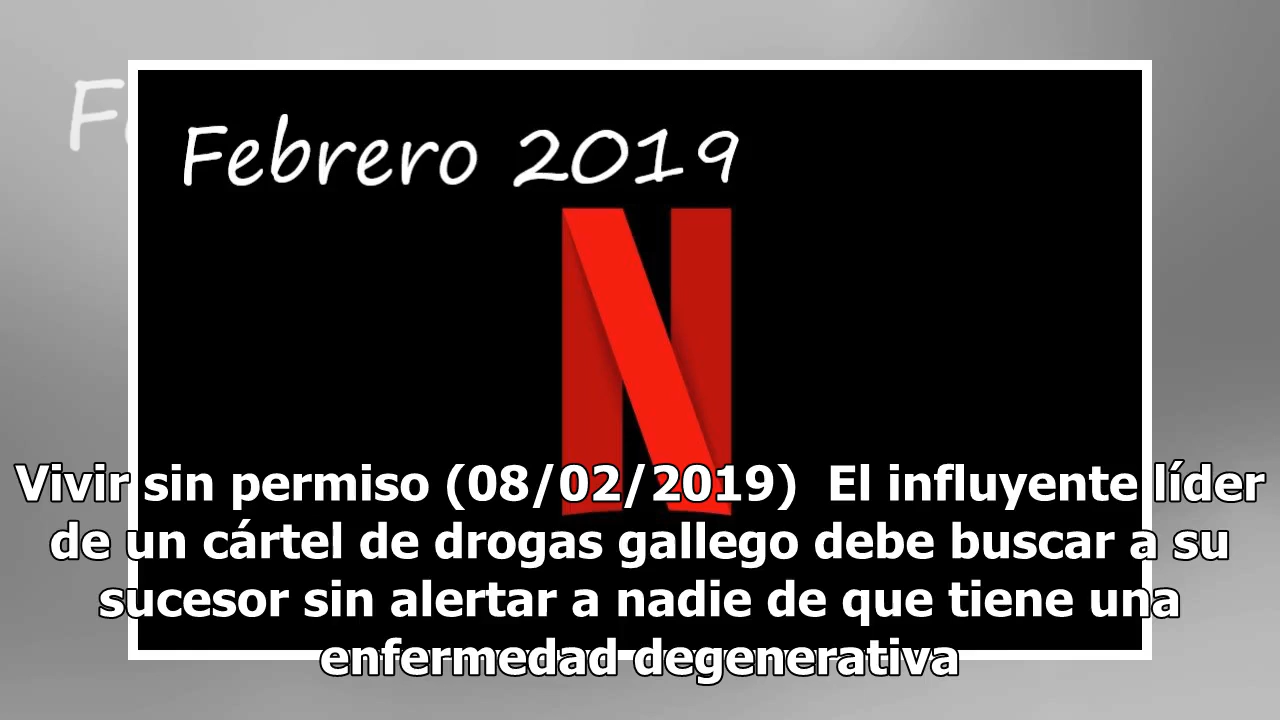 Febrero 2019
Vivir sin permiso (08/02/2019)  El influyente líder
de un cártel de drogas gallego debe buscar a su
sucesor sin alertar a nadie de que tiene una
enfermedad degenerativa